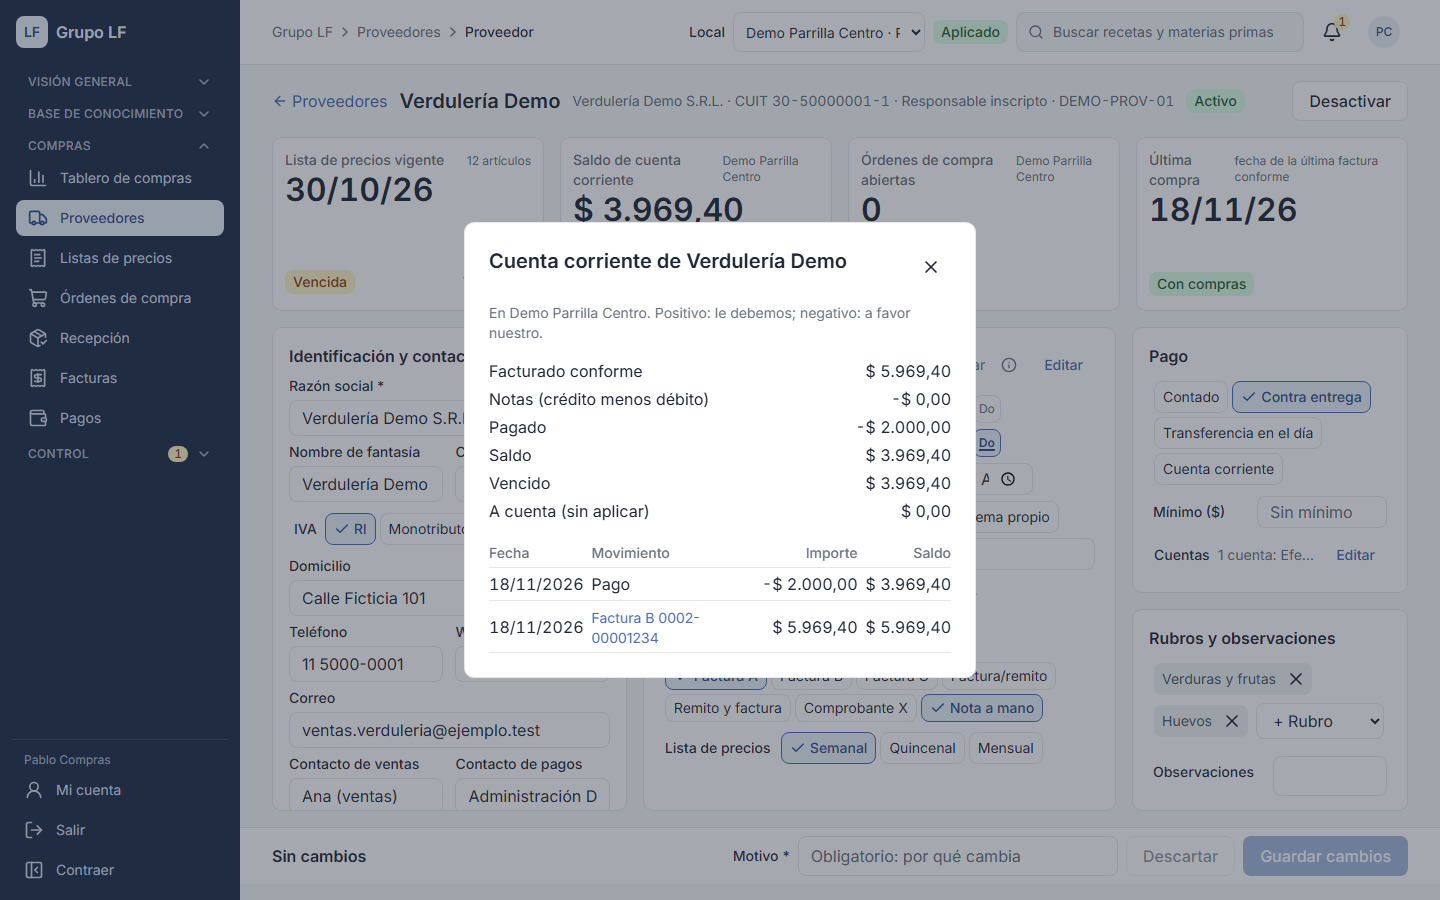 LF Grupo LF
VISIÓN GENERAL
BASE DE CONOCIMIENTO
COMPRAS
Tablero de compras
Proveedores
Listas de precios
Órdenes de compra
Recepción
Facturas
Pagos
CONTROL 1
Pablo Compras
Mi cuenta
Salir
Contraer
Grupo LF > Proveedores > Proveedor
Local
Demo Parrilla Centro ·
Aplicado
Buscar recetas y materias primas
1
PC
← Proveedores
Verdulería Demo
Verdulería Demo S.R.L. · CUIT 30-50000001-1 · Responsable inscripto · DEMO-PROV-01
Activo
Desactivar
Lista de precios vigente
12 artículos
30/10/26
Vencida
Saldo de cuenta
corriente
Demo Parrilla
Centro
$ 3.969,40
Órdenes de compra
abiertas
Demo Parrilla
Centro
0
Última
compra
fecha de la última factura
conforme
18/11/26
Con compras
Cuenta corriente de Verdulería Demo
En Demo Parrilla Centro. Positivo: le debemos; negativo: a favor
nuestro.
Facturado conforme $ 5.969,40
Notas (crédito menos débito) -$ 0,00
Pagado -$ 2.000,00
Saldo $ 3.969,40
Vencido $ 3.969,40
A cuenta (sin aplicar) $ 0,00
Fecha Movimiento Importe Saldo
18/11/2026 Pago -$ 2.000,00 $ 3.969,40
18/11/2026 Factura B 0002-
00001234 $ 5.969,40 $ 5.969,40
Identificación y contac
Razón social *
Verdulería Demo S.R.
Nombre de fantasía
Verdulería Demo
IVA
RI
Monotributo
Domicilio
Calle Ficticia 101
Teléfono
11 5000-0001
Correo
ventas.verduleria@ejemplo.test
Contacto de ventas
Contacto de pagos
Ana (ventas)
Administración D
ar
Editar
Do
Do
ema propio
Factura A
Factura B
Factura C
Factura/remito
Remito y factura
Comprobante X
Nota a mano
Lista de precios
Semanal
Quincenal
Mensual
Pago
Contado
Contra entrega
Transferencia en el día
Cuenta corriente
Mínimo ($)
Sin mínimo
Cuentas
1 cuenta: Efe...
Editar
Rubros y observaciones
Verduras y frutas
Huevos
+ Rubro
Observaciones
Sin cambios
Motivo *
Obligatorio: por qué cambia
Descartar
Guardar cambios